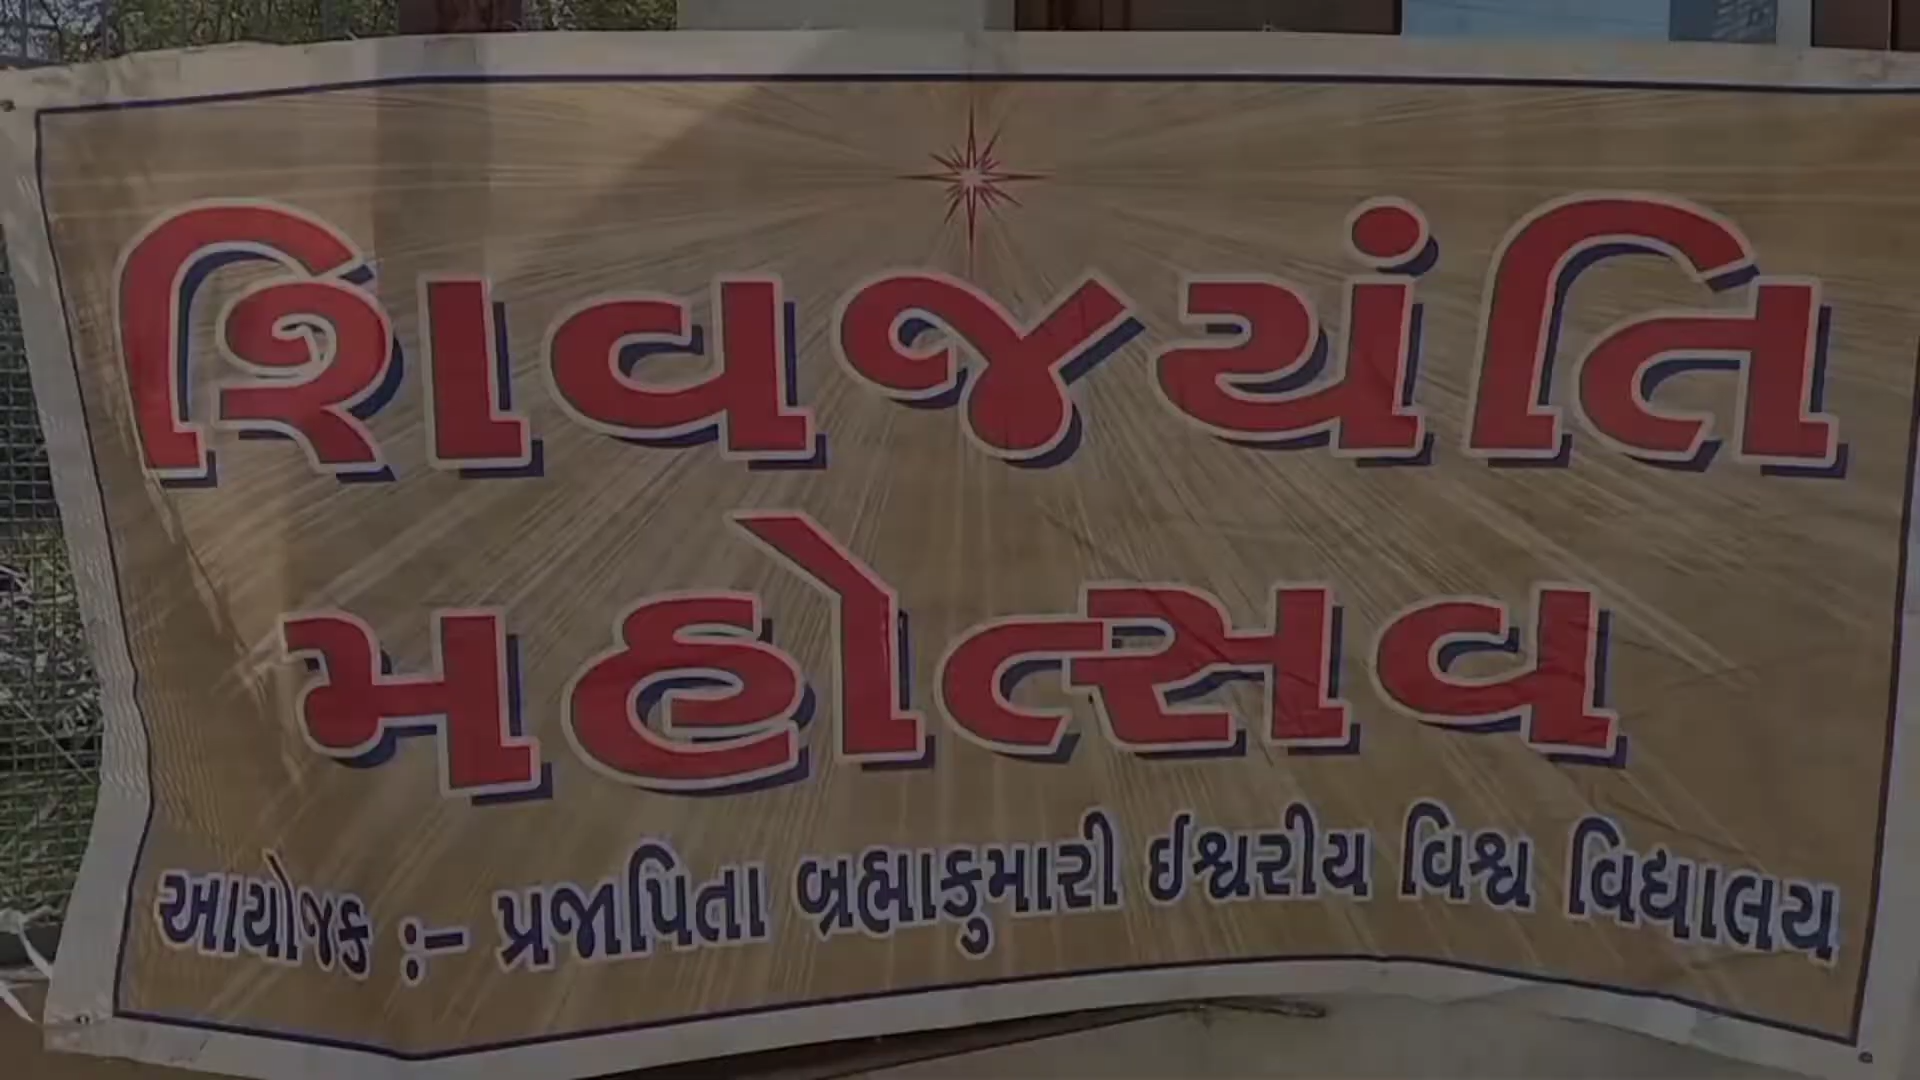 શિવજયંતિ
મહોત્સવ
આયોજક :- પ્રજાપિતા બ્રહ્માકુમારી ઈશ્વરીય વિશ્વ વિદ્યાલય